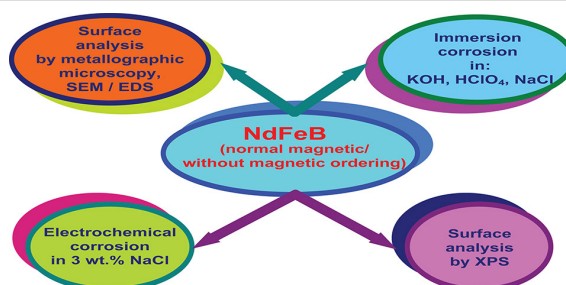 Surface
analysis
by metallographic
microscopy,
SEM / EDS
Immersion
corrosion
in:
KOH, HClO₄, NaCl
NdFeB
(normal magnetic/
without magnetic ordering)
Electrochemical
corrosion
in 3 wt.% NaCl
Surface
analysis
by XPS